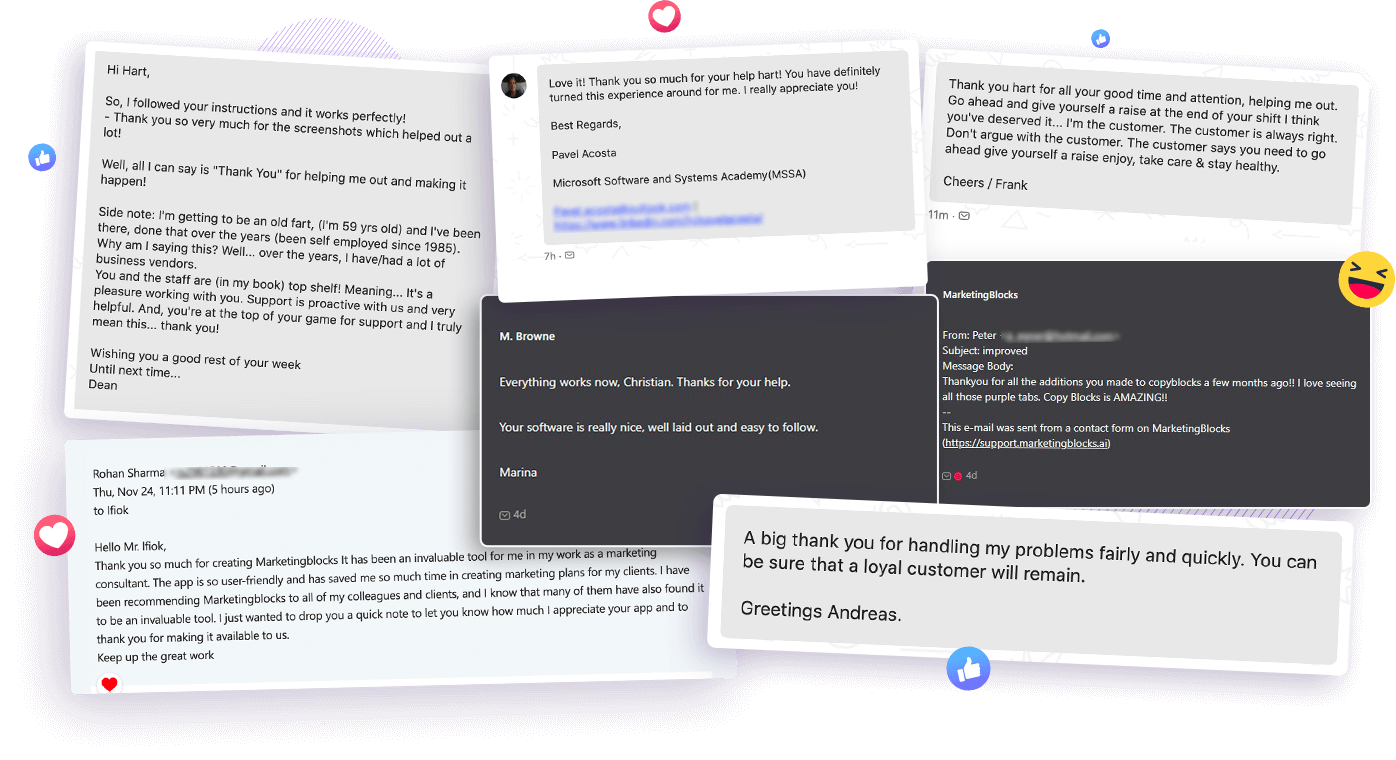 Hi Hart,
So, I followed your instructions and it works perfectly!
- Thank you so very much for the screenshots which helped out a
lot!
Well, all I can say is "Thank You" for helping me out and making it
happen!
Side note: I'm getting to be an old fart, (i'm 59 yrs old) and I've been
there, done that over the years (been self employed since 1985).
Why am I saying this? Well... over the years, I have/had a lot of
business vendors.
You and the staff are (in my book) top shelf! Meaning... It's a
pleasure working with you. Support is proactive with us and very
helpful. And, you're at the top of your game for support and I truly
mean this... thank you!
Wishing you a good rest of your week
Until next time...
Dean
Love it! Thank you so much for your help hart! You have definitely
turned this experience around for me. I really appreciate you!
Best Regards,
Pavel Acosta
Microsoft Software and Systems Academy(MSSA)
7h ·
Thank you hart for all your good time and attention, helping me out.
Go ahead and give yourself a raise at the end of your shift I think
you've deserved it... I'm the customer. The customer is always right.
Don't argue with the customer. The customer says you need to go
ahead give yourself a raise enjoy, take care & stay healthy.
Cheers / Frank
11m ·
M. Browne
Everything works now, Christian. Thanks for your help.
Your software is really nice, well laid out and easy to follow.
Marina
4d
MarketingBlocks
From: Peter
Subject: improved
Message Body:
Thankyou for all the additions you made to copyblocks a few months ago!! I love seeing
all those purple tabs. Copy Blocks is AMAZING!!
--
This e-mail was sent from a contact form on MarketingBlocks
(https://support.marketingblocks.ai)
4d
Rohan Sharma
Thu, Nov 24, 11:11 PM (5 hours ago)
to Ifiok
Hello Mr. Ifiok,
Thank you so much for creating Marketingblocks It has been an invaluable tool for me in my work as a marketing
consultant. The app is so user-friendly and has saved me so much time in creating marketing plans for my clients. I have
been recommending Marketingblocks to all of my colleagues and clients, and I know that many of them have also found it
to be an invaluable tool. I just wanted to drop you a quick note to let you know how much I appreciate your app and to
thank you for making it available to us.
Keep up the great work
A big thank you for handling my problems fairly and quickly. You can
be sure that a loyal customer will remain.
Greetings Andreas.